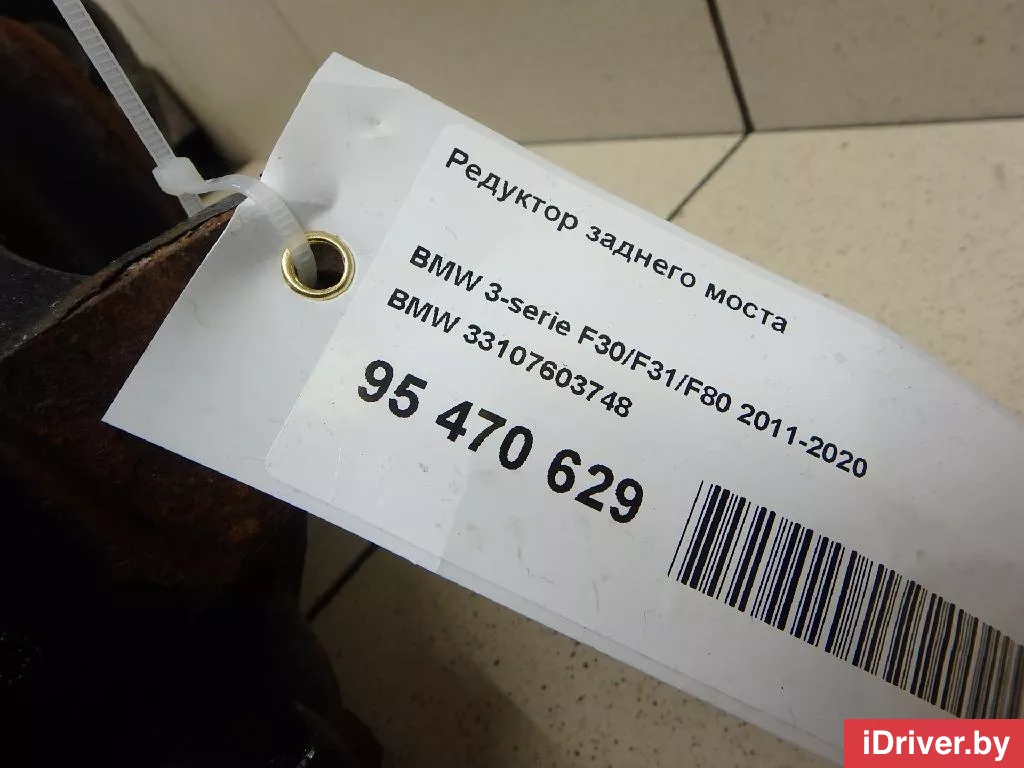 Редуктор заднего моста
BMW 3-serie F30/F31/F80 2011-2020
BMW 33107603748
95 470 629
iDriver.by